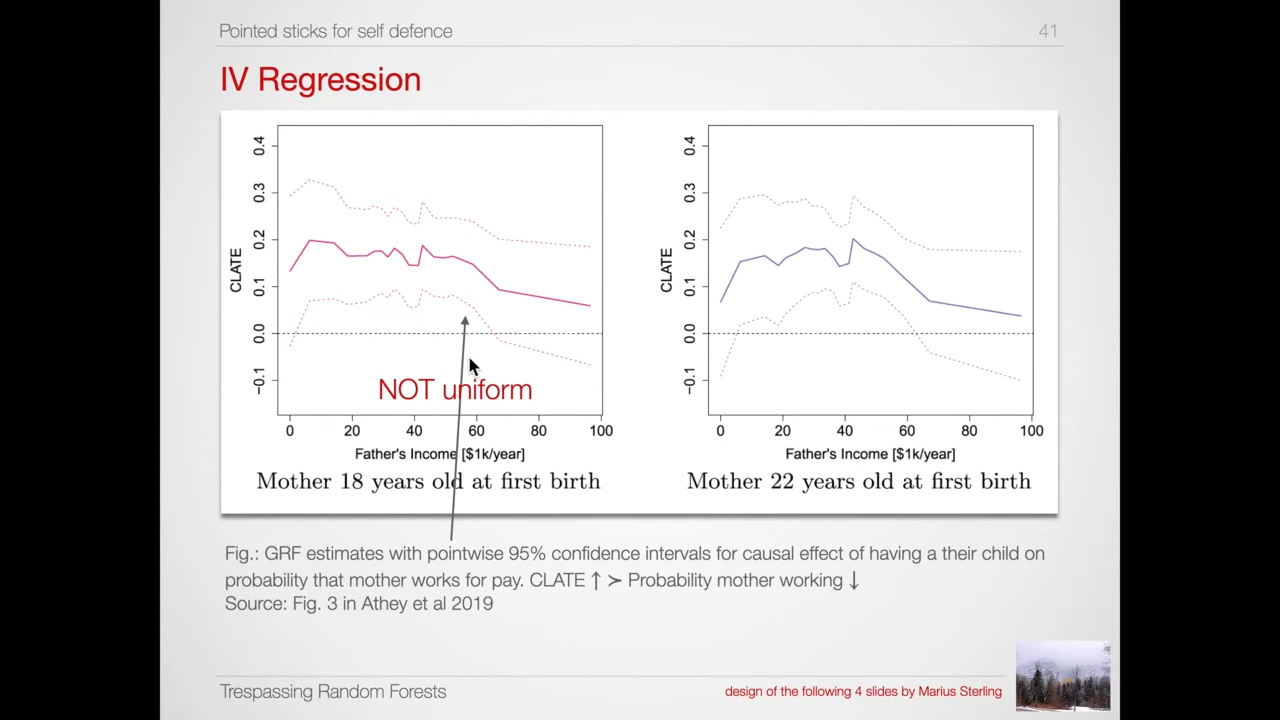 Pointed sticks for self defence
41
IV Regression
0.4
0.3
0.2
0.1
0.0
−0.1
CLATE
NOT uniform
0 20 40 60 80 100
Father's Income [$1k/year]
Mother 18 years old at first birth
0.4
0.3
0.2
0.1
0.0
−0.1
CLATE
0 20 40 60 80 100
Father's Income [$1k/year]
Mother 22 years old at first birth
Fig.: GRF estimates with pointwise 95% confidence intervals for causal effect of having a their child on
probability that mother works for pay. CLATE ↑ ≻ Probability mother working ↓
Source: Fig. 3 in Athey et al 2019
Trespassing Random Forests
design of the following 4 slides by Marius Sterling